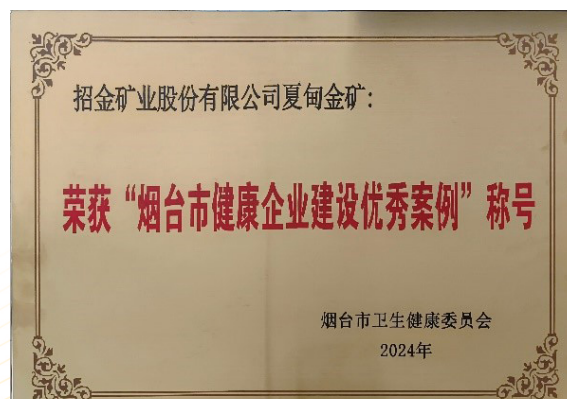 招金矿业股份有限公司夏甸金矿：
荣获“烟台市健康企业建设优秀案例”称号
烟台市卫生健康委员会
2024年